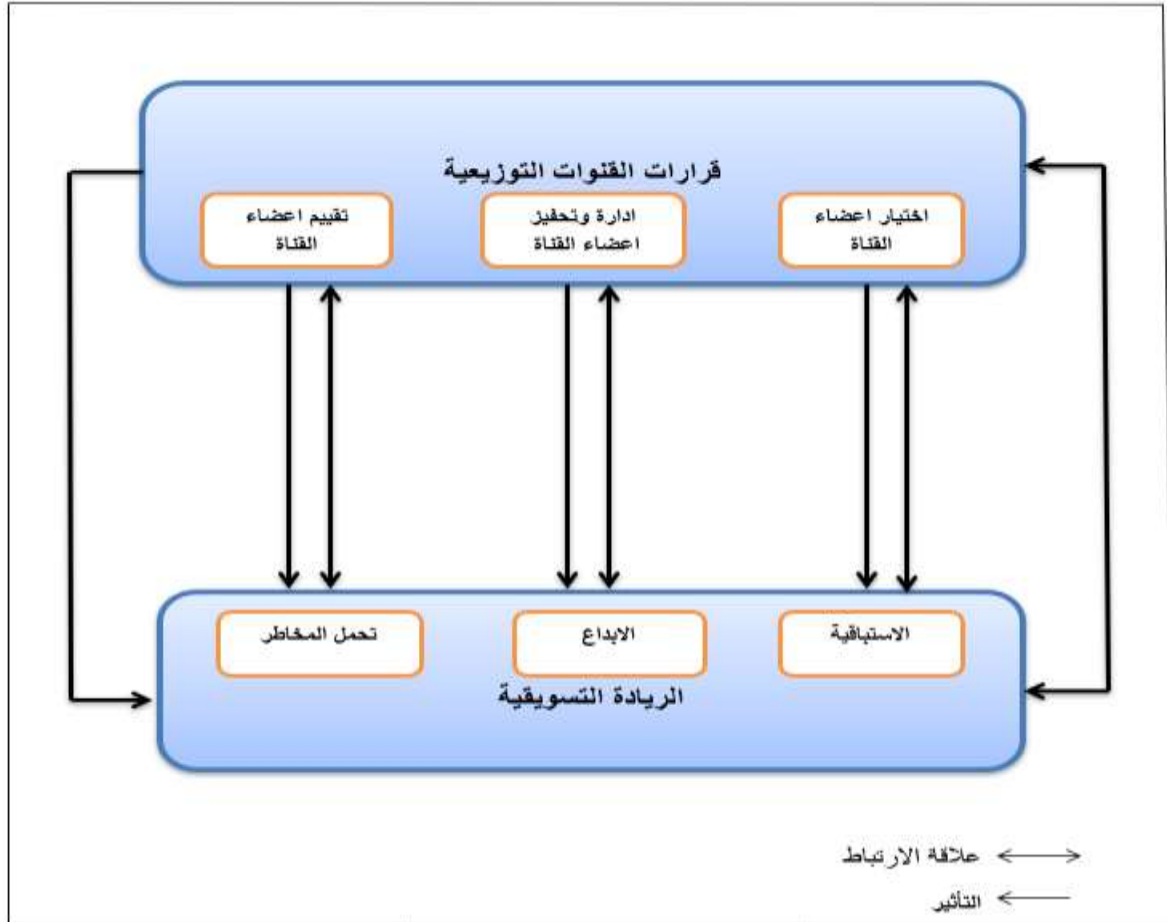 قرارات القنوات التوزيعية
اختيار اعضاء
القناة
ادارة وتحفيز
اعضاء القناة
تقييم اعضاء
القناة
الاستباقية
الابداع
تحمل المخاطر
الريادة التسويقية
علاقة الارتباط
التأثير